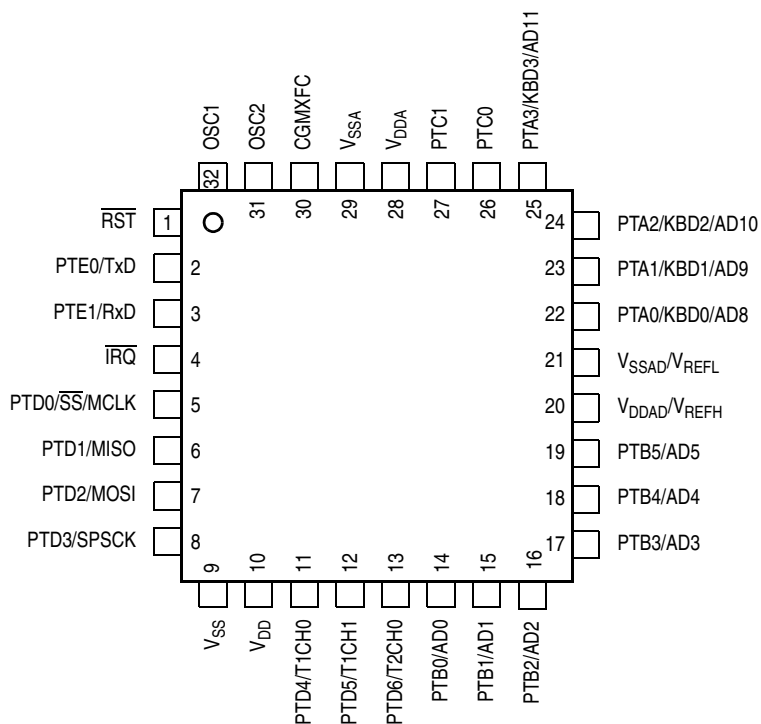 OSC1
OSC2
CGMXFC
VSSA
VDDA
PTC1
PTC0
PTA3/KBD3/AD11
32
31
30
29
28
27
26
25
RST
1
PTE0/TxD
2
PTE1/RxD
3
IRQ
4
PTD0/SS/MCLK
5
PTD1/MISO
6
PTD2/MOSI
7
PTD3/SPSCK
8
24
PTA2/KBD2/AD10
23
PTA1/KBD1/AD9
22
PTA0/KBD0/AD8
21
VSSAD/VREFL
20
VDDAD/VREFH
19
PTB5/AD5
18
PTB4/AD4
17
PTB3/AD3
9
10
11
12
13
14
15
16
VSS
VDD
PTD4/T1CH0
PTD5/T1CH1
PTD6/T2CH0
PTB0/AD0
PTB1/AD1
PTB2/AD2